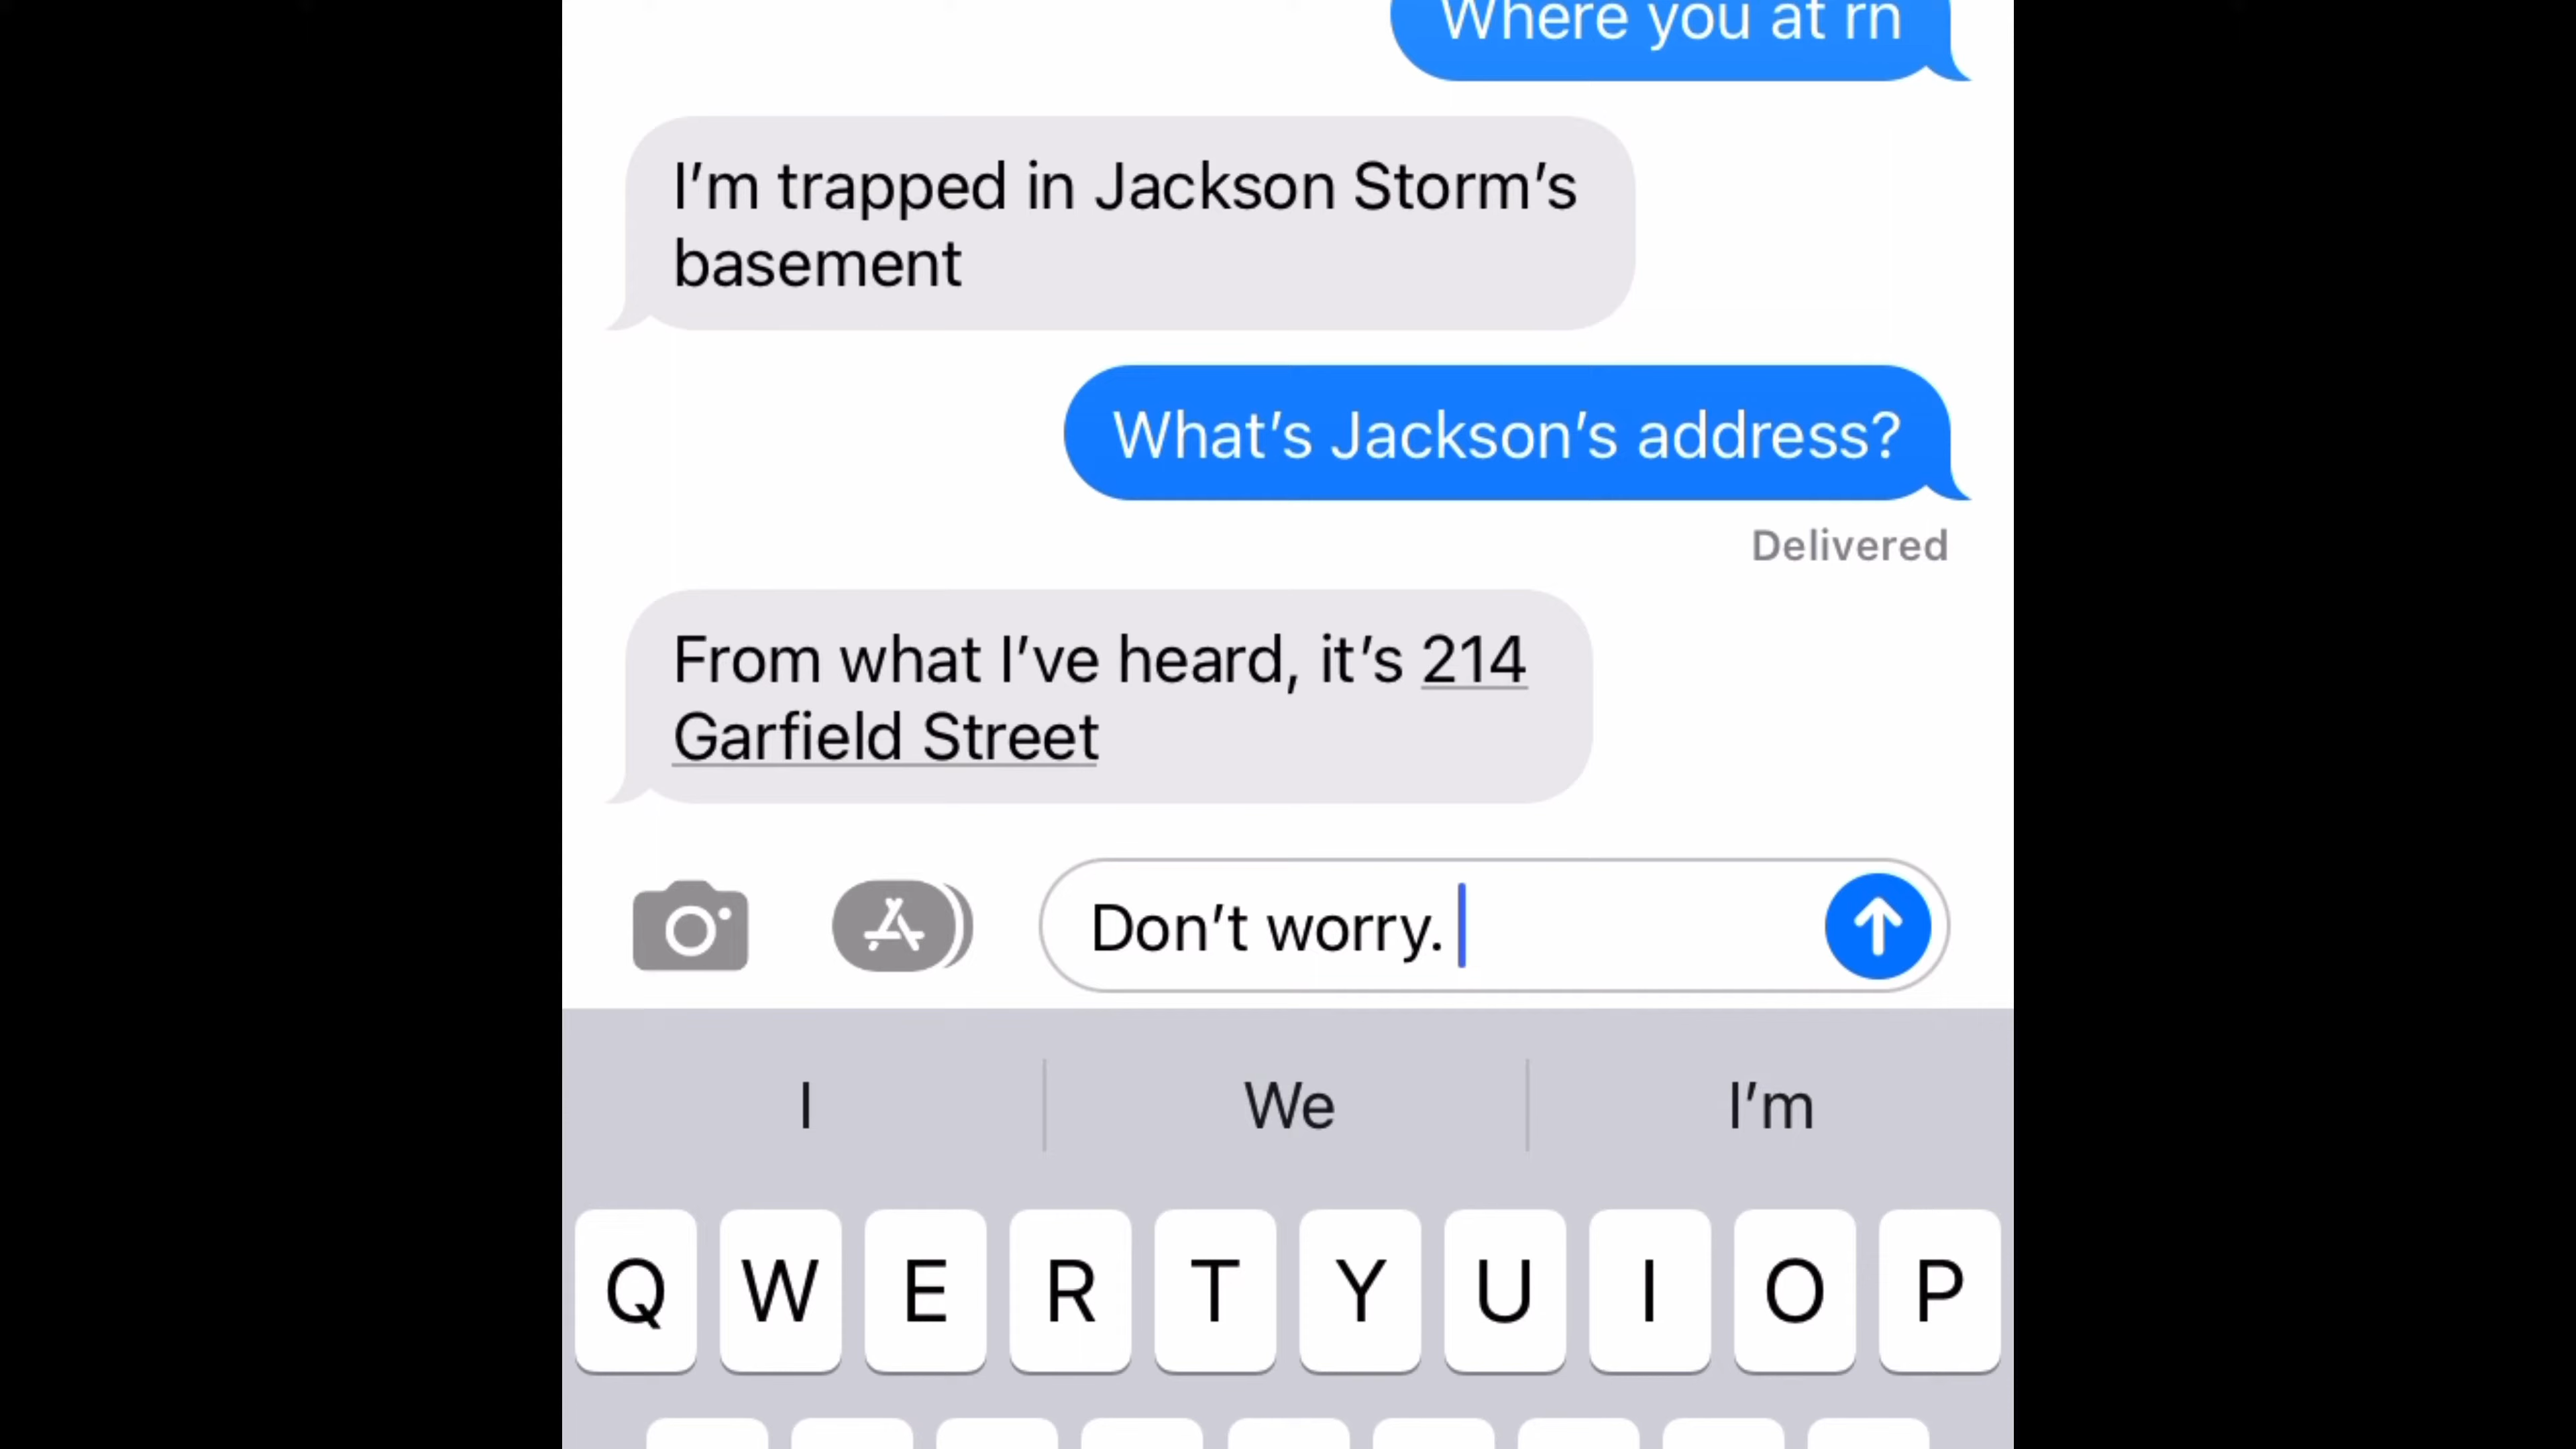 Where you at rn
I’m trapped in Jackson Storm’s
basement
What’s Jackson’s address?
Delivered
From what I’ve heard, it’s 214
Garfield Street
Don’t worry.
I We I’m
Q W E R T Y U I O P